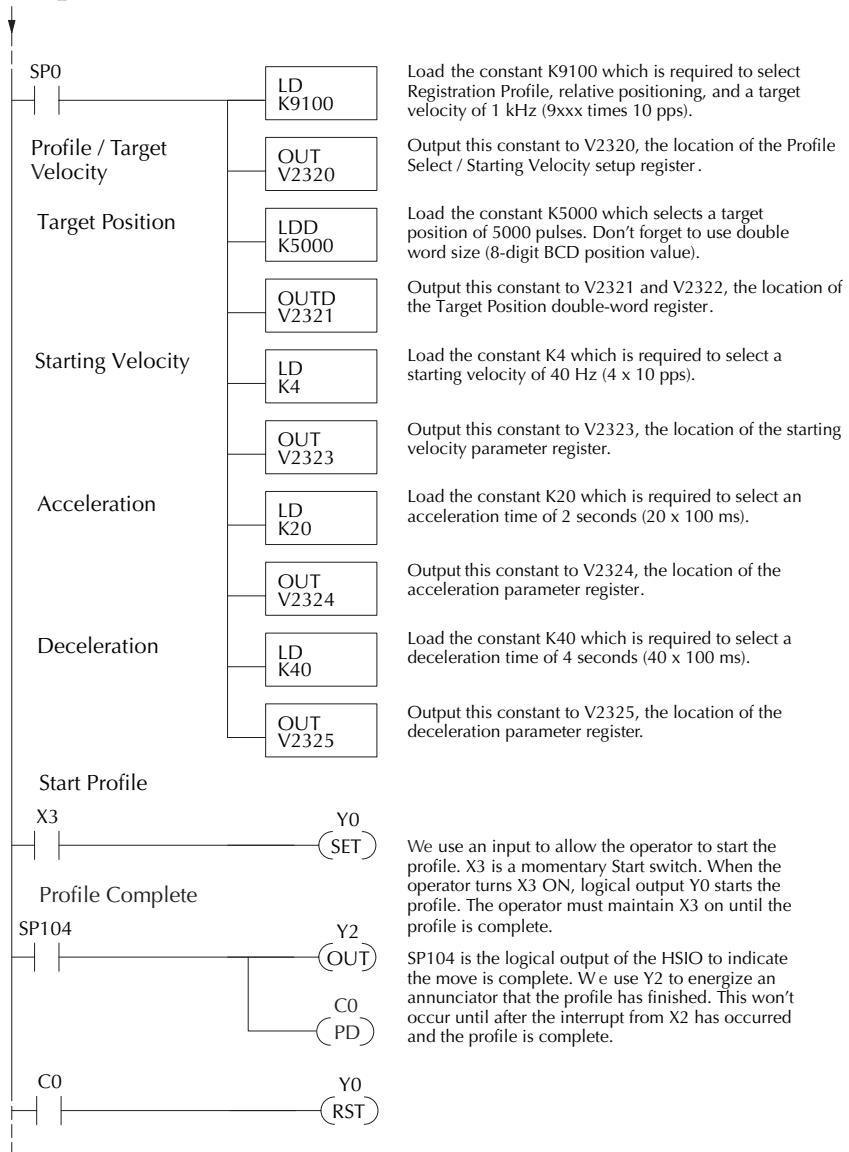 SP0
LD
K9100
Load the constant K9100 which is required to select
Registration Profile, relative positioning, and a target
velocity of 1 kHz (9xxx times 10 pps).
Profile / Target
Velocity
OUT
V2320
Output this constant to V2320, the location of the Profile
Select / Starting Velocity setup register.
Target Position
LDD
K5000
Load the constant K5000 which selects a target
position of 5000 pulses. Don't forget to use double
word size (8-digit BCD position value).
OUTD
V2321
Output this constant to V2321 and V2322, the location of
the Target Position double-word register.
Starting Velocity
LD
K4
Load the constant K4 which is required to select a
starting velocity of 40 Hz (4 x 10 pps).
OUT
V2323
Output this constant to V2323, the location of the starting
velocity parameter register.
Acceleration
LD
K20
Load the constant K20 which is required to select an
acceleration time of 2 seconds (20 x 100 ms).
OUT
V2324
Output this constant to V2324, the location of the
acceleration parameter register.
Deceleration
LD
K40
Load the constant K40 which is required to select a
deceleration time of 4 seconds (40 x 100 ms).
OUT
V2325
Output this constant to V2325, the location of the
deceleration parameter register.
Start Profile
X3
Y0
SET
We use an input to allow the operator to start the
profile. X3 is a momentary Start switch. When the
operator turns X3 ON, logical output Y0 starts the
profile. The operator must maintain X3 on until the
profile is complete.
Profile Complete
SP104
Y2
OUT
SP104 is the logical output of the HSIO to indicate
the move is complete. We use Y2 to energize an
annunciator that the profile has finished. This won't
occur until after the interrupt from X2 has occurred
and the profile is complete.
C0
PD
C0
Y0
RST